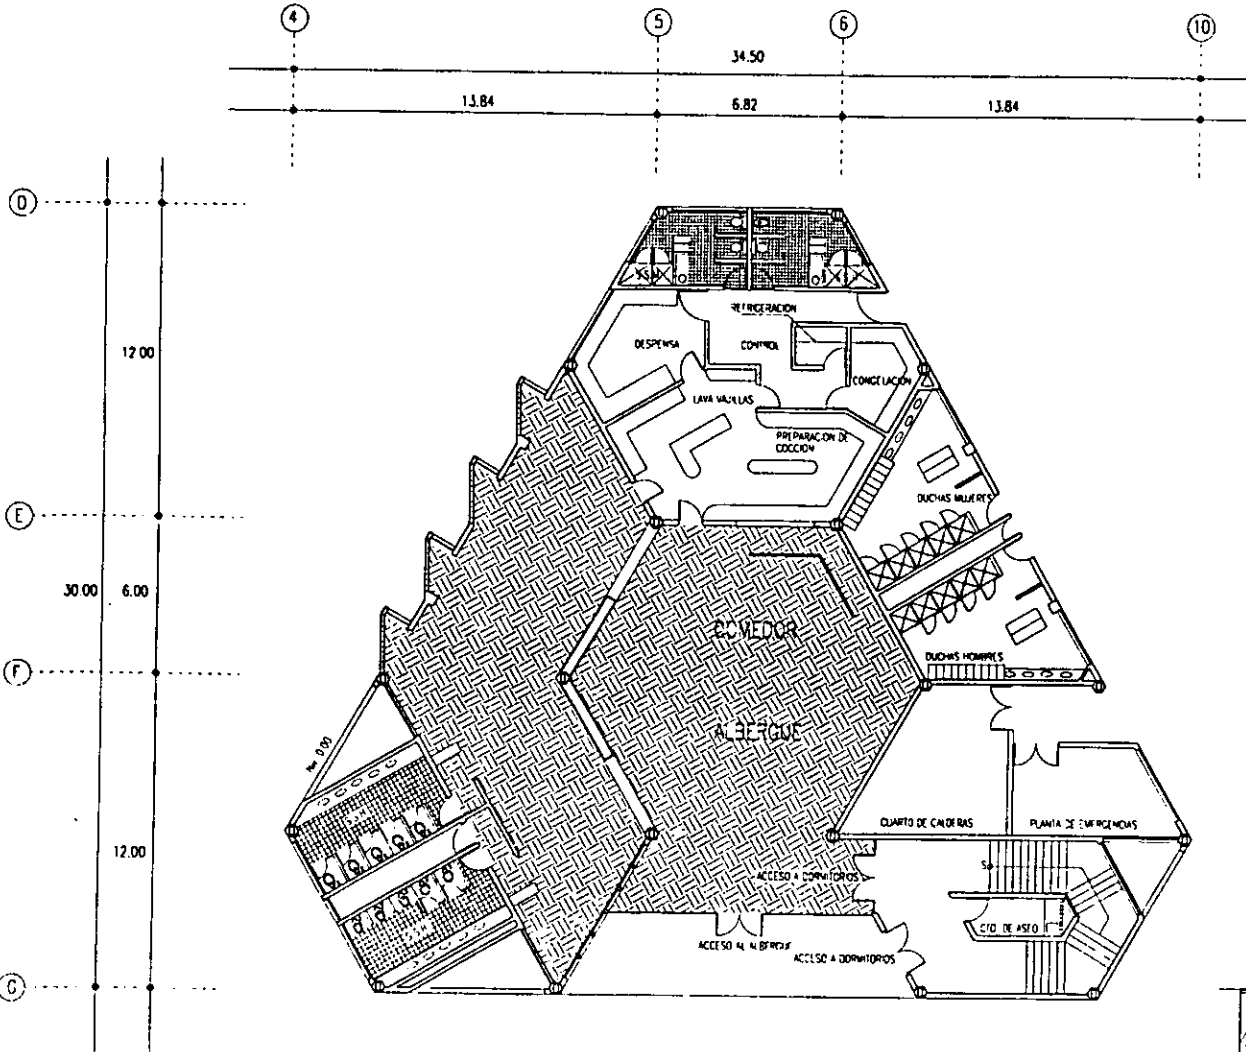 4
5
6
10
34.50
13.84
6.82
13.84
D
REFRIGERACION
12.00
DESPENSA
CONTROL
CONGELACION
LAVA VAJILLAS
PREPARACION DE
COCCION
DUCHAS MUJERES
E
30.00
6.00
COMEDOR
DUCHAS HOMBRES
F
ALBERGUE
0.00
CUARTO DE CALDERAS
PLANTA DE EMERGENCIAS
12.00
S
ACCESO A DORMITORIOS
CTO. DE ASEO
ACCESO AL ALBERGUE
ACCESO A DORMITORIOS
G